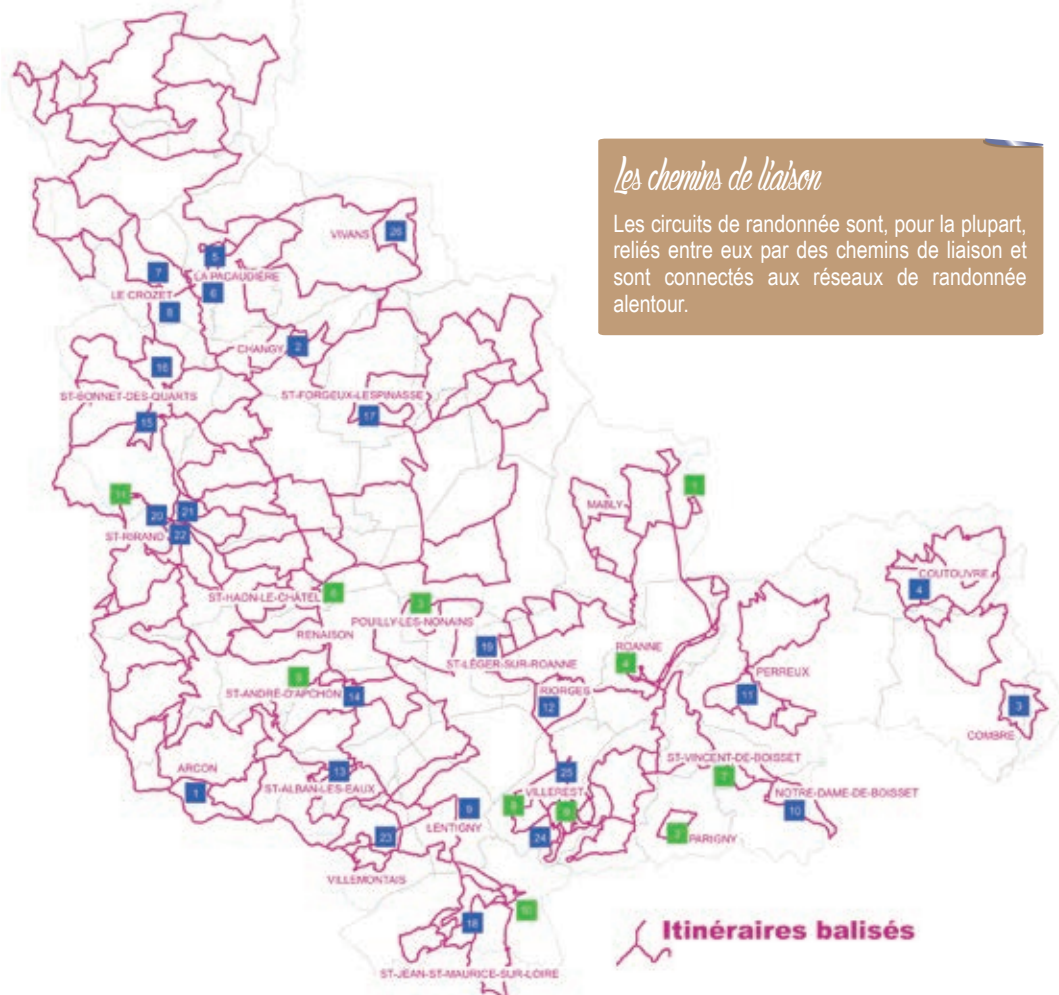 Les chemins de liaison
Les circuits de randonnée sont, pour la plupart,
reliés entre eux par des chemins de liaison et
sont connectés aux réseaux de randonnée
alentour.
VIVANS
26
5
LA PACAUDIÈRE
7
6
LE CROZET
8
CHANGY
2
16
ST-BONNET-DES-QUARTS
ST-FORGEUX-LESPINASSE
17
15
1
MABLY
11
20
21
ST-RIRAND
22
COUTOUVRE
4
ST-HAON-LE-CHÂTEL
POUILLY-LES-NONAINS
RENAISON
19
ST-LÉGER-SUR-ROANNE
ROANNE
4
PERREUX
11
ST-ANDRÉ-D'APCHON
14
RIORGES
12
3
COMBRE
ARCON
1
13
ST-ALBAN-LES-EAUX
25
ST-VINCENT-DE-BOISSET
7
VILLEREST
NOTRE-DAME-DE-BOISSET
10
9
LENTIGNY
24
2
PARIGNY
23
VILLEMONTAIS
10
18
ST-JEAN-ST-MAURICE-SUR-LOIRE
Itinéraires balisés